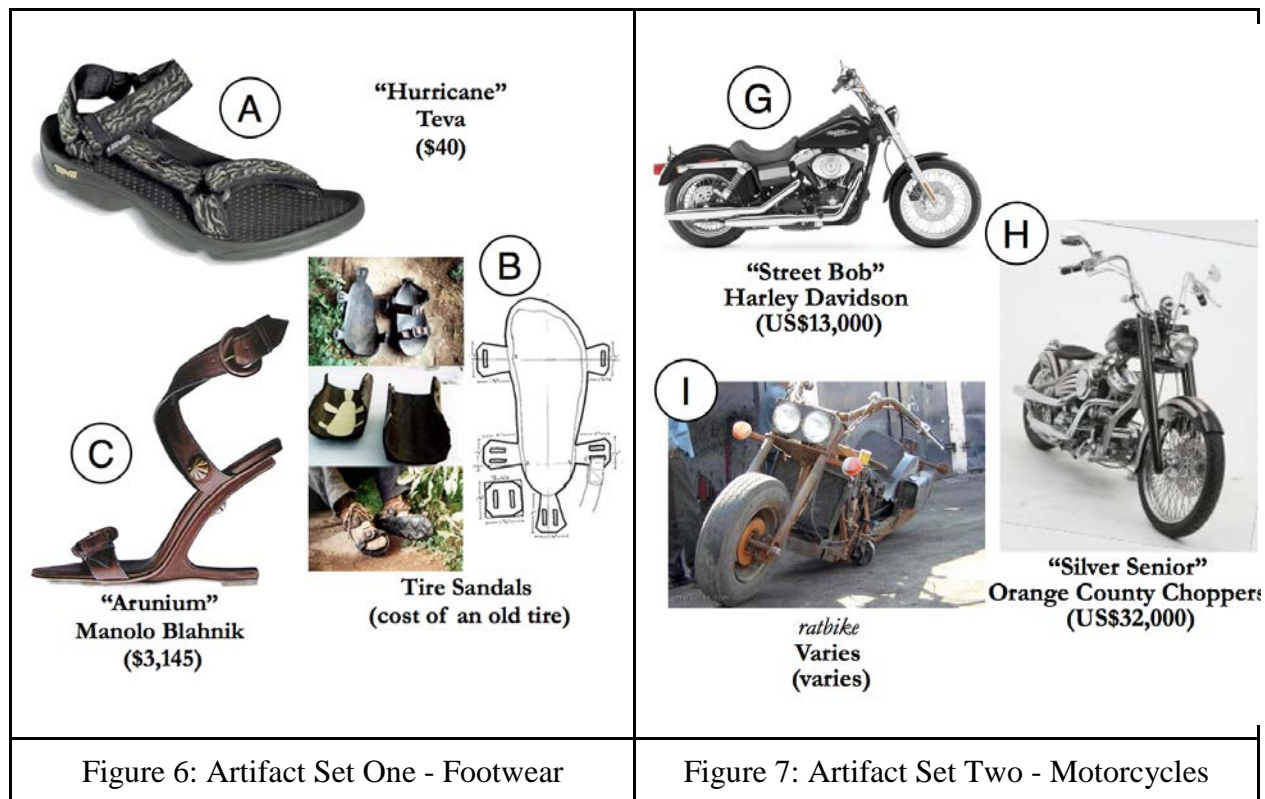 A
"Hurricane"
Teva
($40)
B
C
"Arunium"
Manolo Blahnik
($3,145)
Tire Sandals
(cost of an old tire)
Figure 6: Artifact Set One - Footwear
G
"Street Bob"
Harley Davidson
(US$13,000)
H
"Silver Senior"
Orange County Choppers
(US$32,000)
I
ratbike
Varies
(varies)
Figure 7: Artifact Set Two - Motorcycles